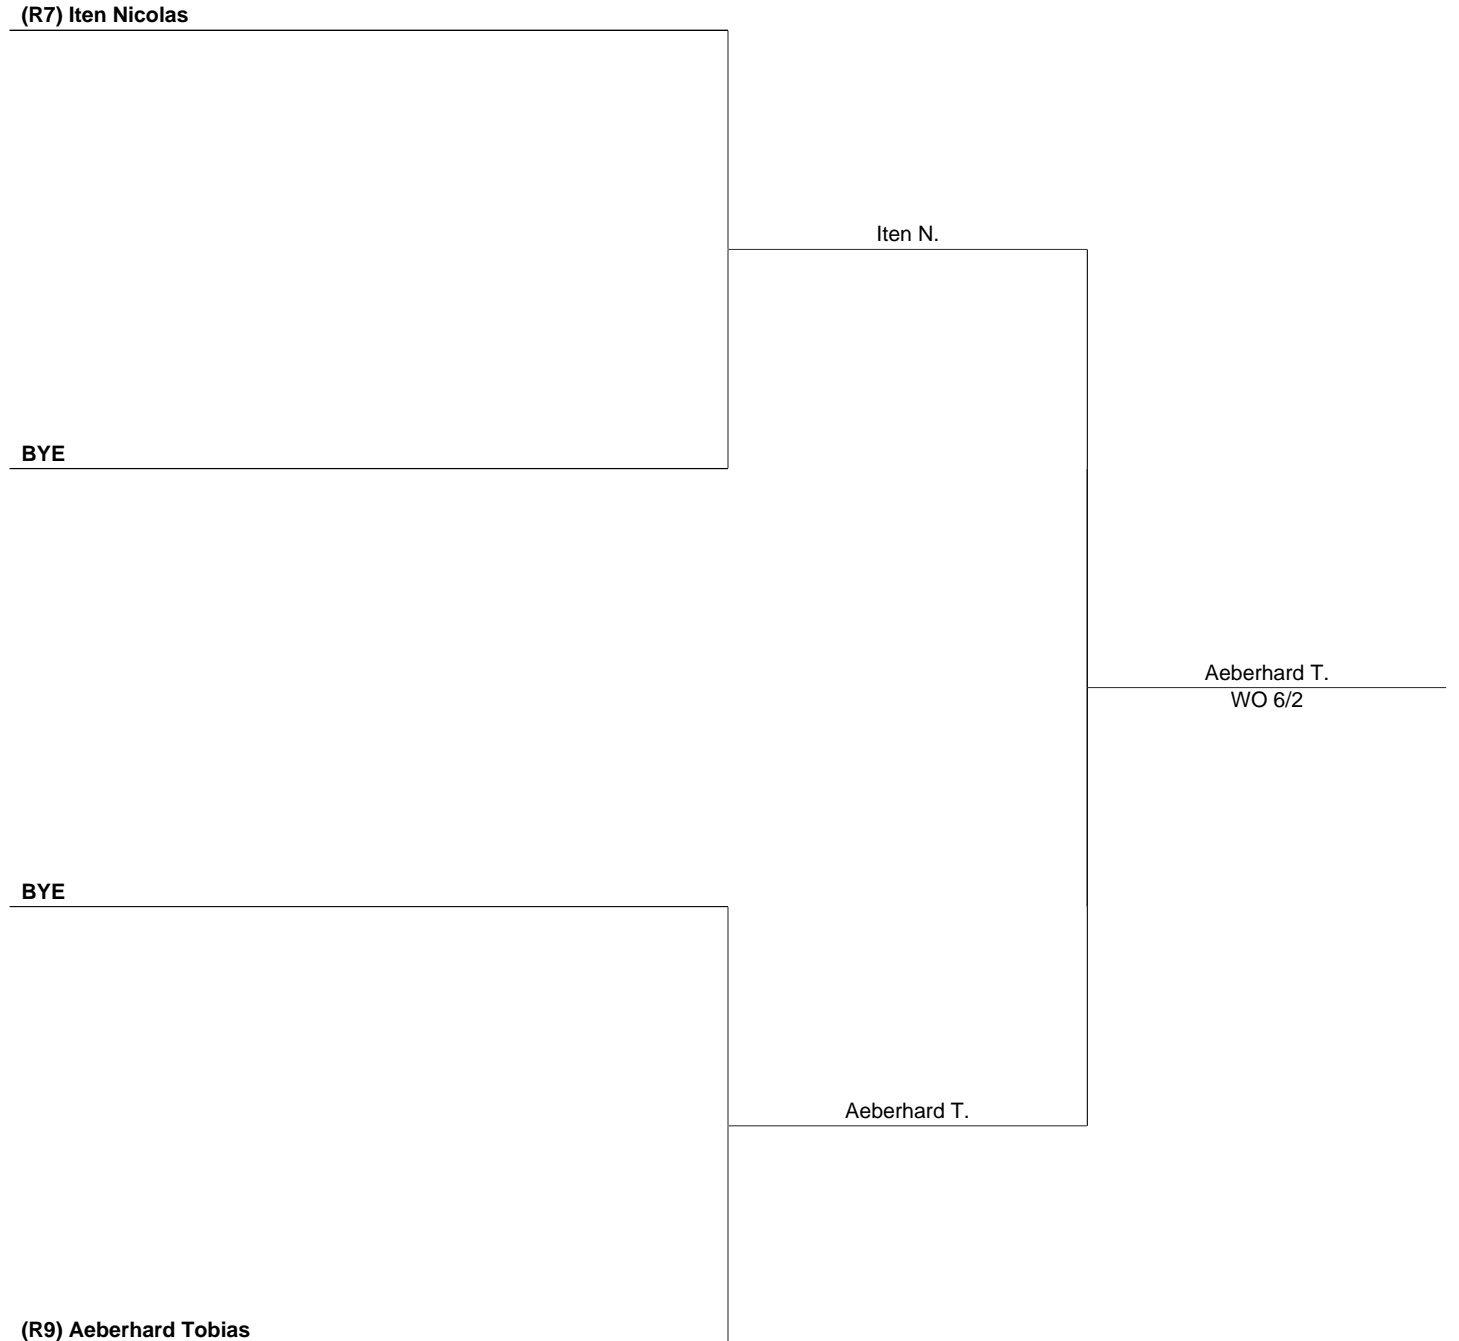 (R7) Iten Nicolas
Iten N.
BYE
Aeberhard T.
WO 6/2
BYE
Aeberhard T.
(R9) Aeberhard Tobias